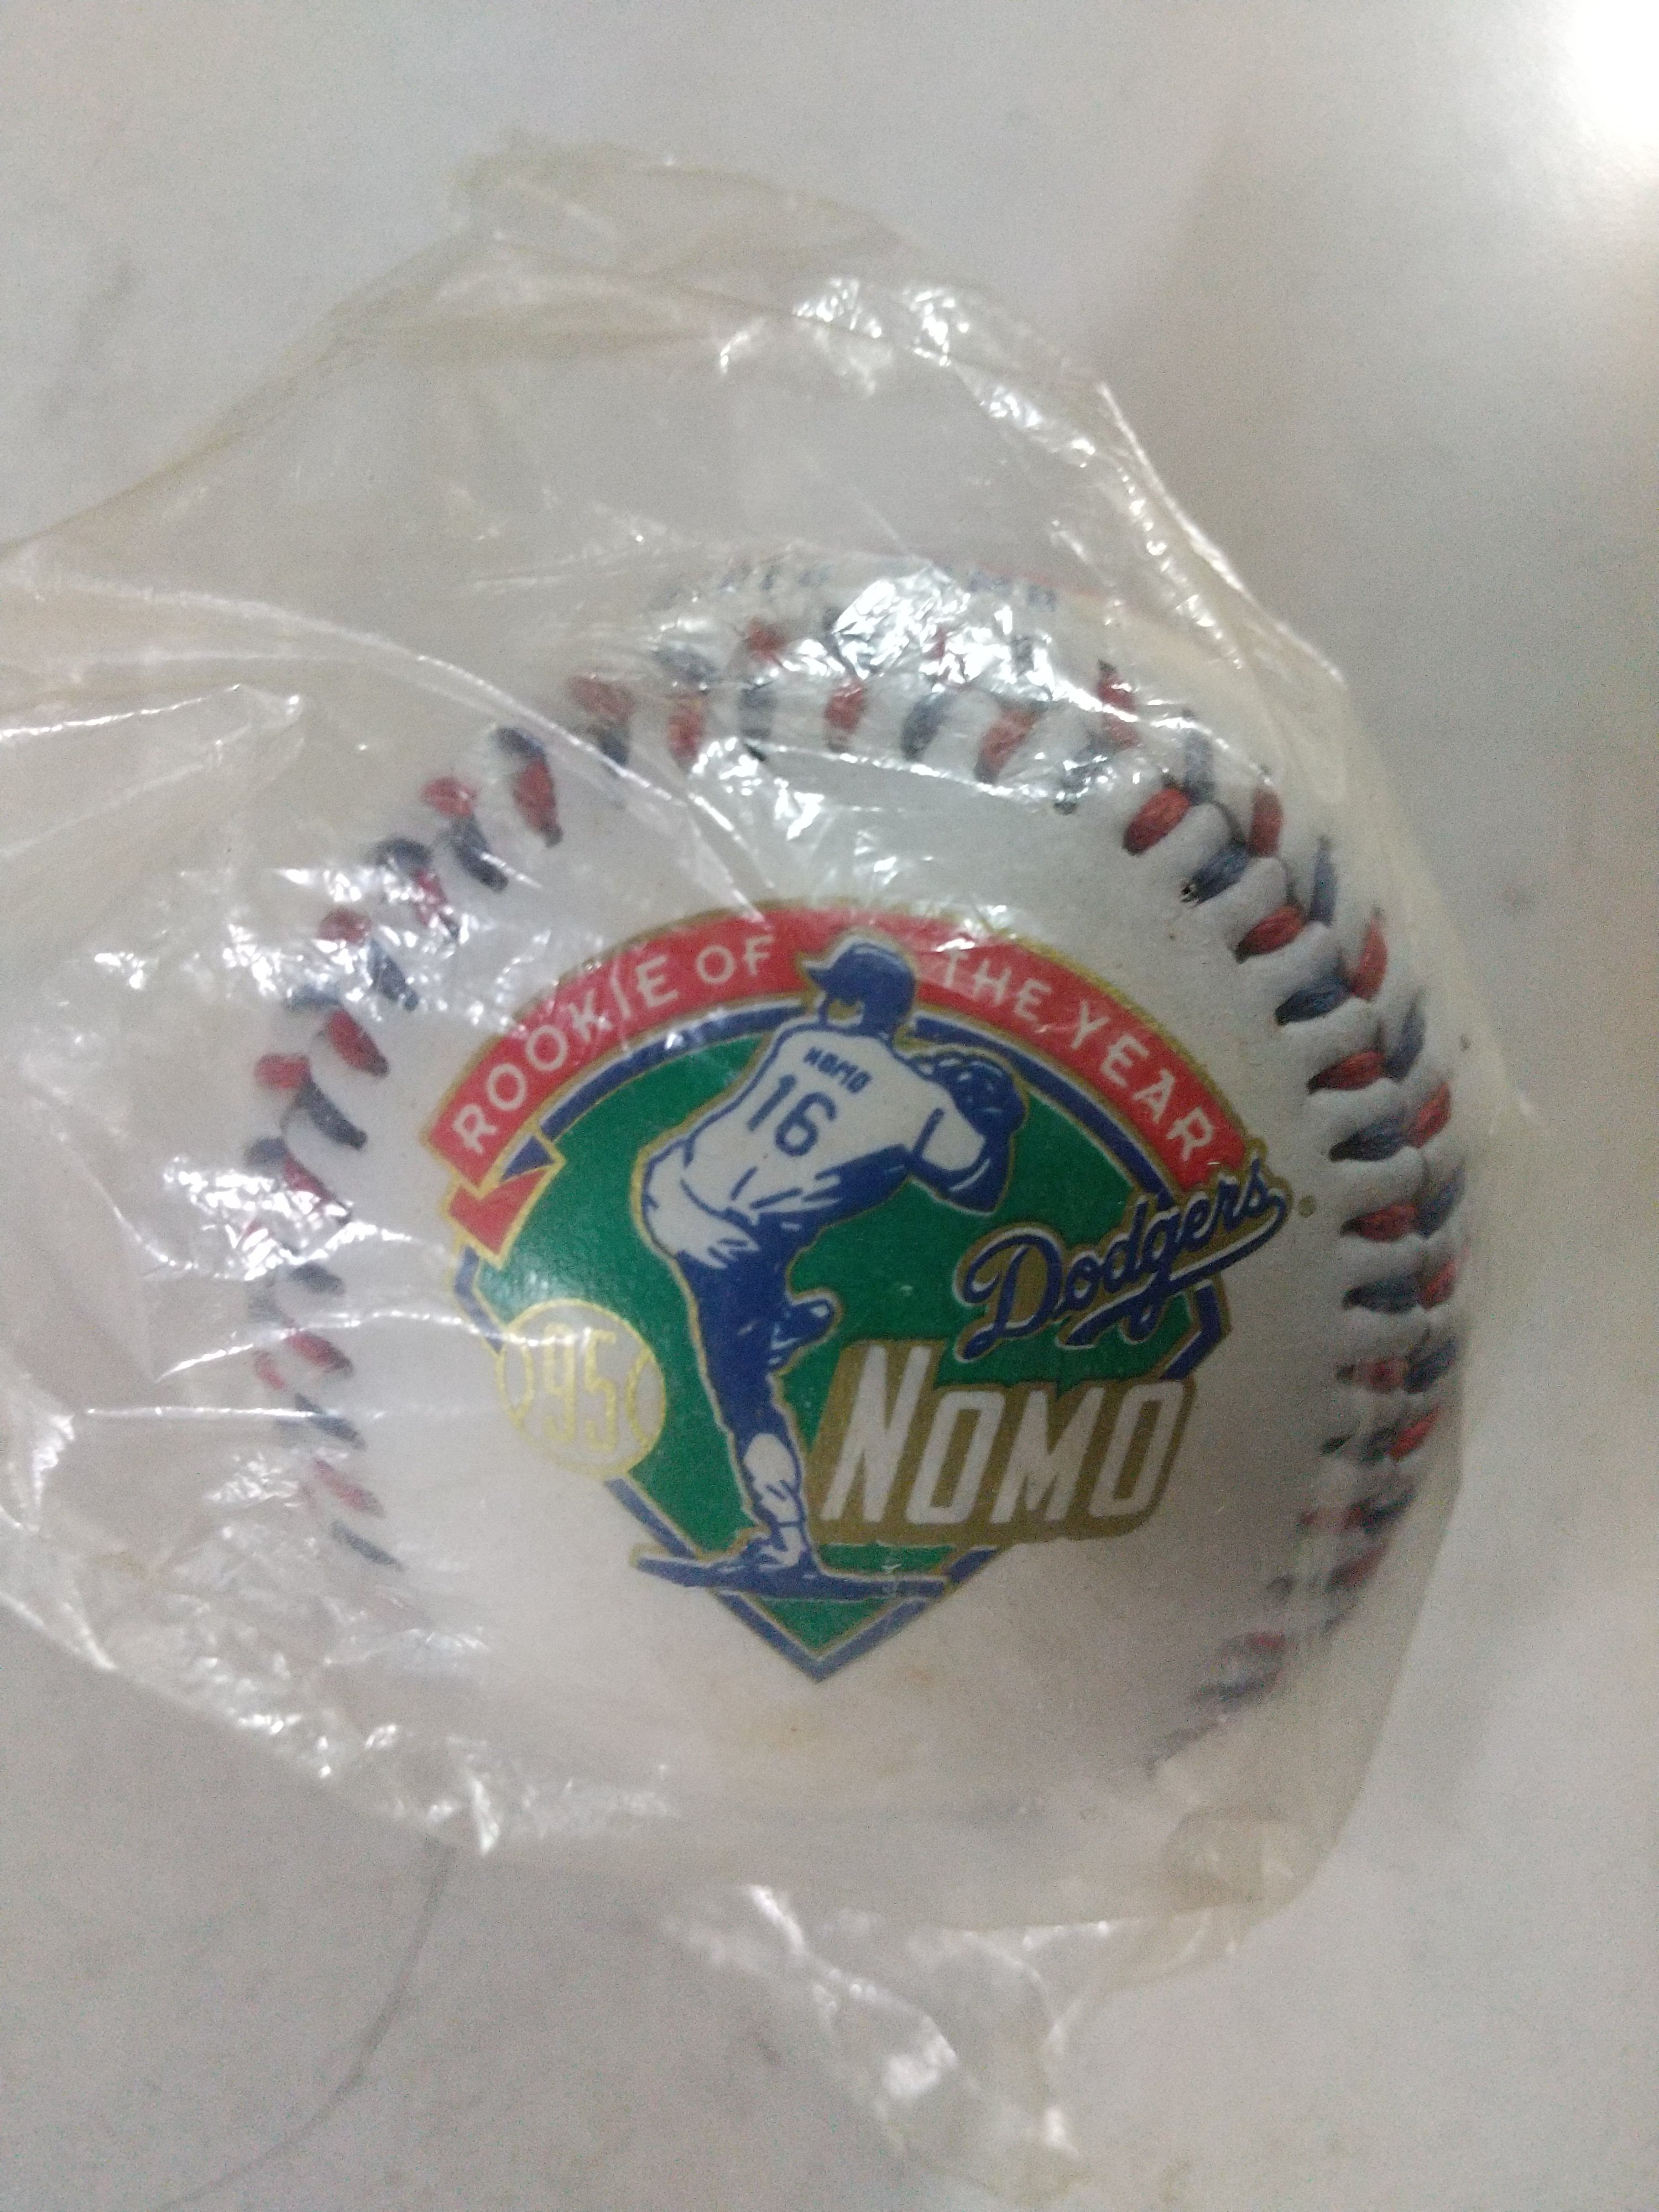 ROOKIE OF THE YEAR
NOMO
16
Dodgers
95
NOMO